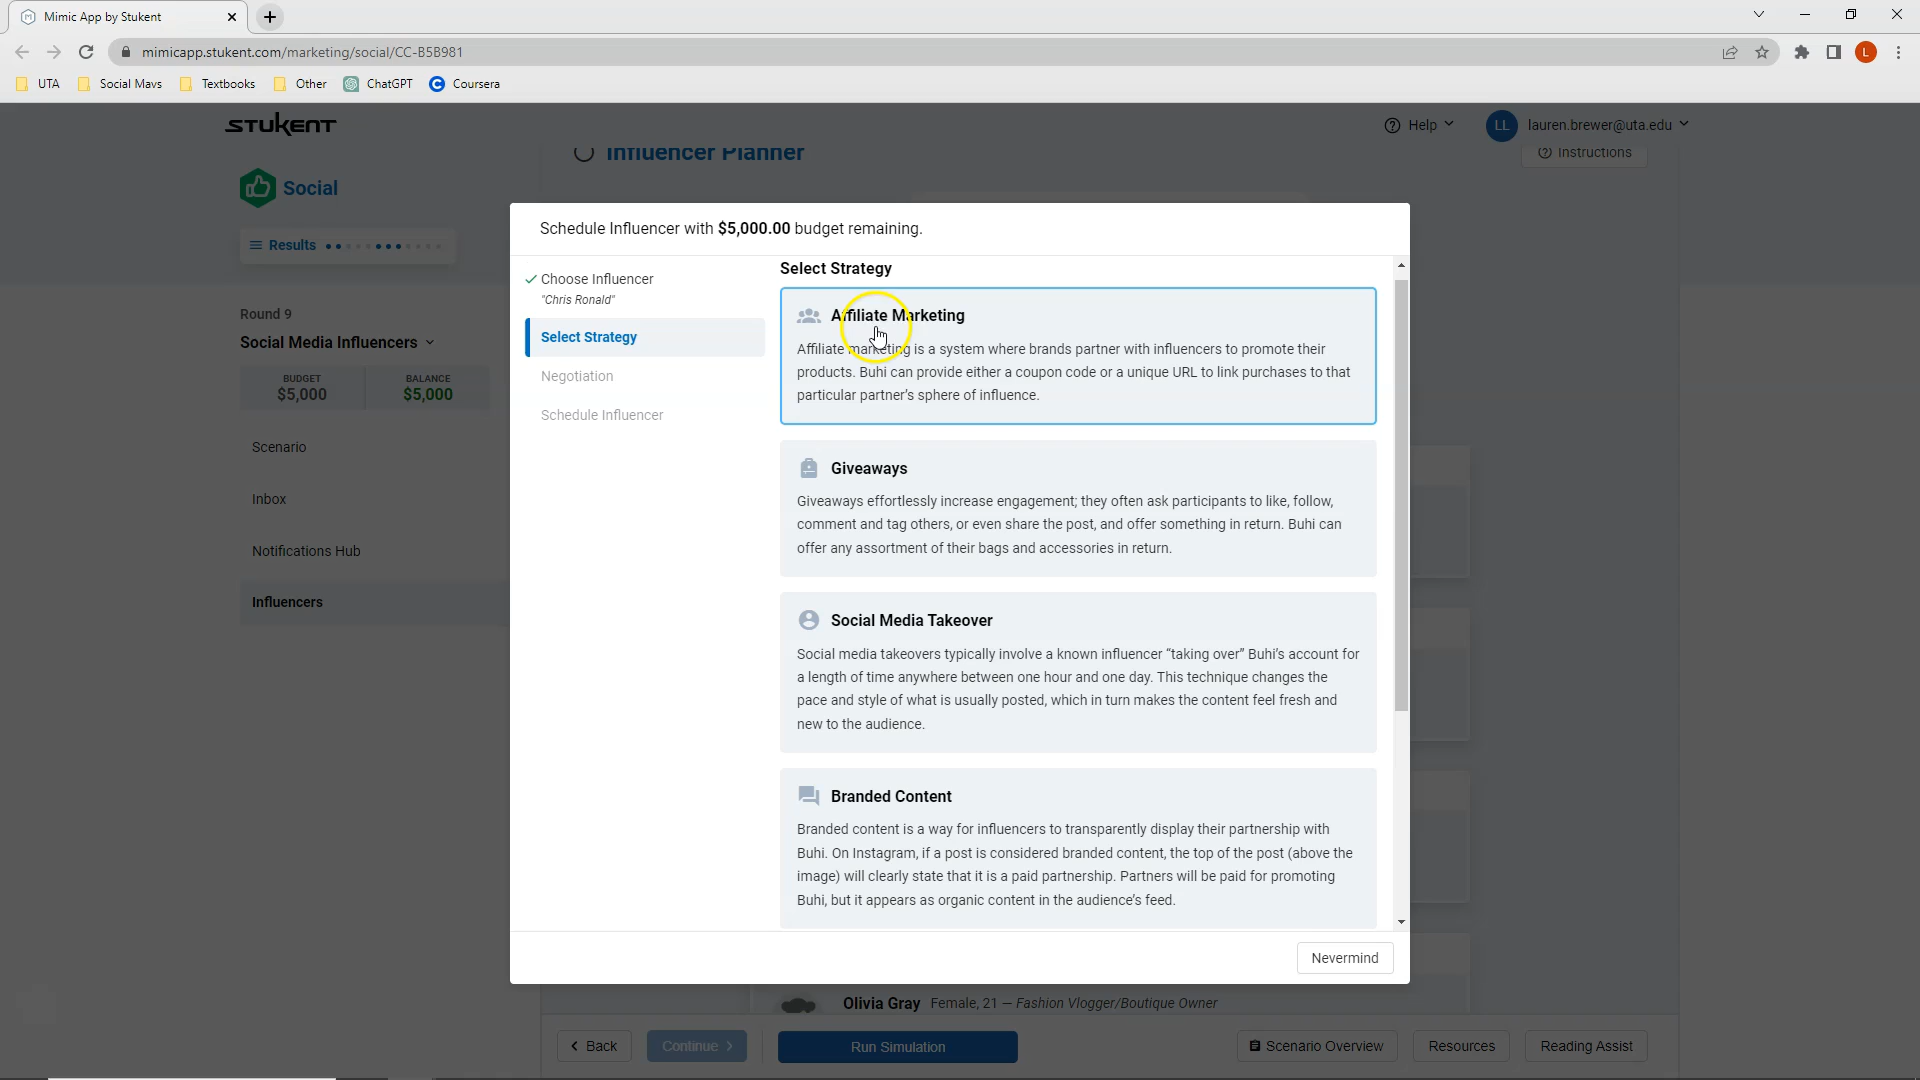 Mimic App by Stukent
mimicapp.stukent.com/marketing/social/CC-B5B981
L
UTA
Social Mavs
Textbooks
Other
ChatGPT
Coursera
STUKENT
Help
LL
lauren.brewer@uta.edu
Influencer Planner
Instructions
Social
Results
Round 9
Social Media Influencers
BUDGET
$5,000
BALANCE
$5,000
Scenario
Inbox
Notifications Hub
Influencers
Schedule Influencer with $5,000.00 budget remaining.
Choose Influencer
"Chris Ronald"
Select Strategy
Negotiation
Schedule Influencer
Select Strategy
Affiliate Marketing
Affiliate marketing is a system where brands partner with influencers to promote their
products. Buhi can provide either a coupon code or a unique URL to link purchases to that
particular partner's sphere of influence.
Giveaways
Giveaways effortlessly increase engagement; they often ask participants to like, follow,
comment and tag others, or even share the post, and offer something in return. Buhi can
offer any assortment of their bags and accessories in return.
Social Media Takeover
Social media takeovers typically involve a known influencer “taking over” Buhi's account for
a length of time anywhere between one hour and one day. This technique changes the
pace and style of what is usually posted, which in turn makes the content feel fresh and
new to the audience.
Branded Content
Branded content is a way for influencers to transparently display their partnership with
Buhi. On Instagram, if a post is considered branded content, the top of the post (above the
image) will clearly state that it is a paid partnership. Partners will be paid for promoting
Buhi, but it appears as organic content in the audience's feed.
Nevermind
Olivia Gray Female, 21 — Fashion Vlogger/Boutique Owner
Back
Continue
Run Simulation
Scenario Overview
Resources
Reading Assist